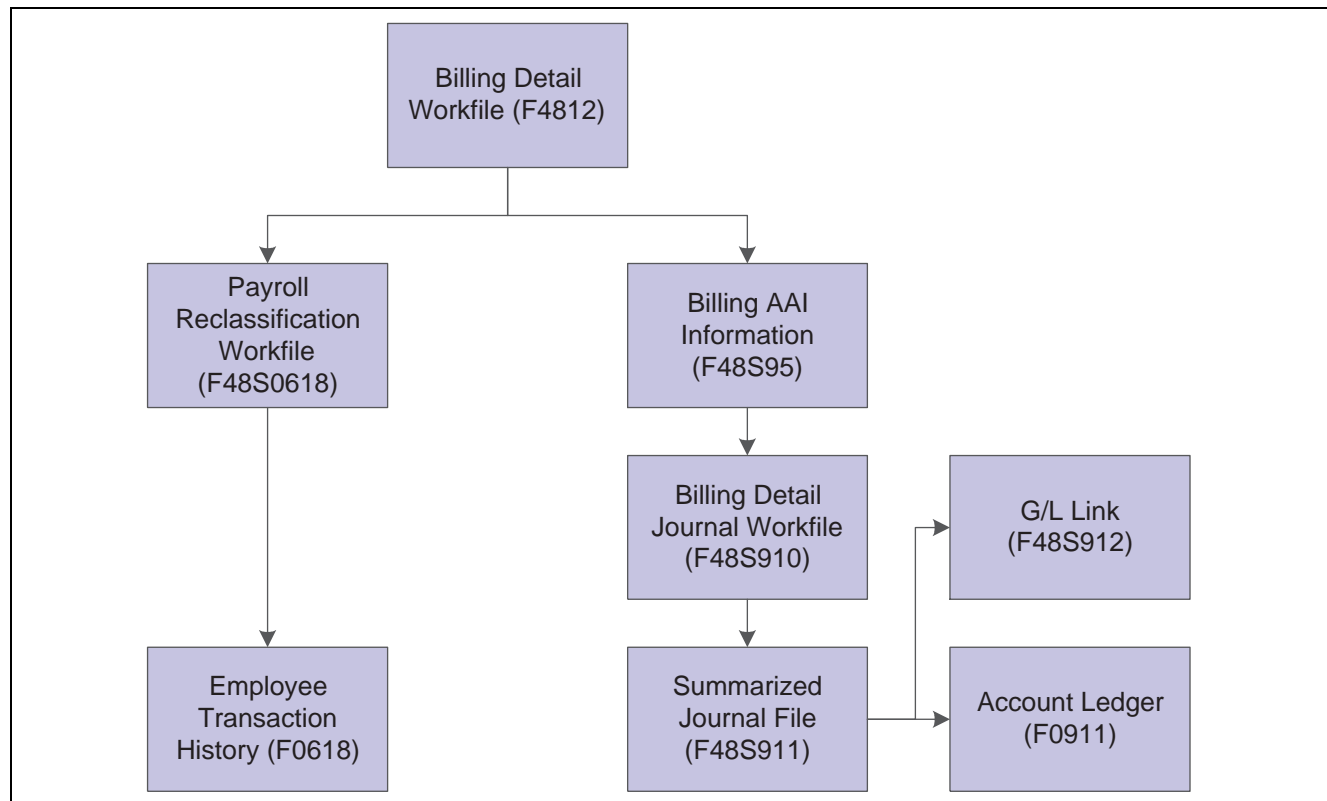 Billing Detail
Workfile (F4812)
Payroll
Reclassification
Workfile
(F48S0618)
Billing AAI
Information
(F48S95)
Billing Detail
Journal Workfile
(F48S910)
G/L Link
(F48S912)
Employee
Transaction
History (F0618)
Summarized
Journal File
(F48S911)
Account Ledger
(F0911)